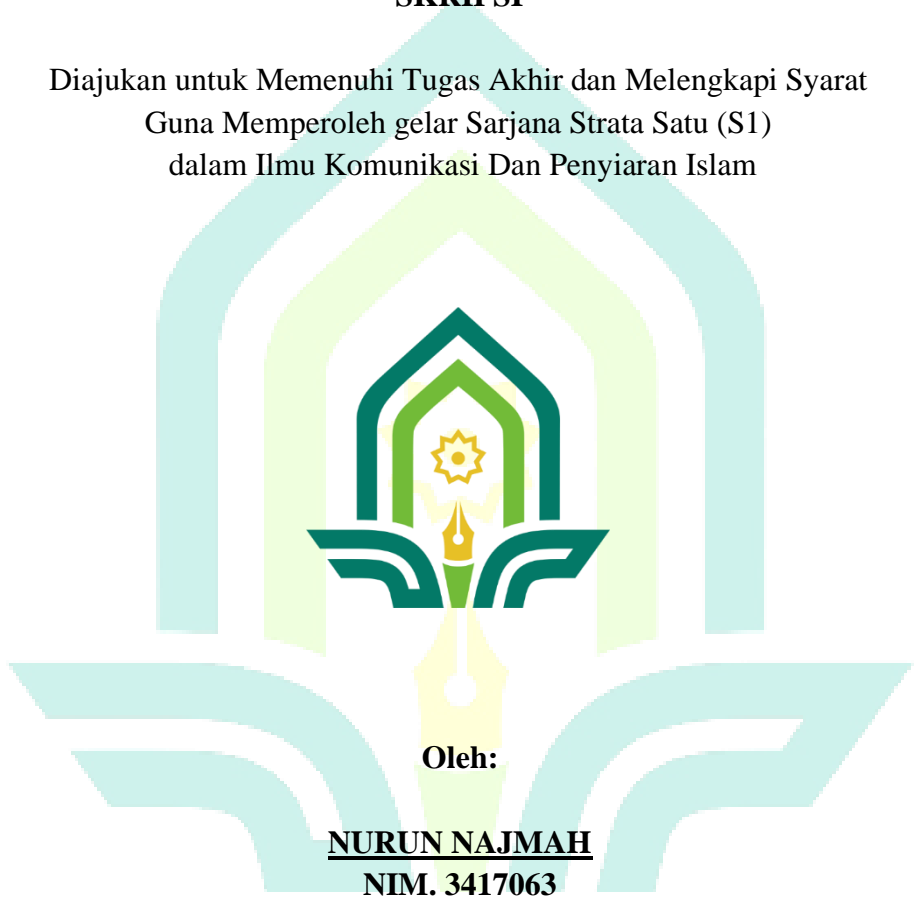 SKRIPSI
Diajukan untuk Memenuhi Tugas Akhir dan Melengkapi Syarat
Guna Memperoleh gelar Sarjana Strata Satu (S1)
dalam Ilmu Komunikasi Dan Penyiaran Islam
Oleh:
NURUN NAJMAH
NIM. 3417063